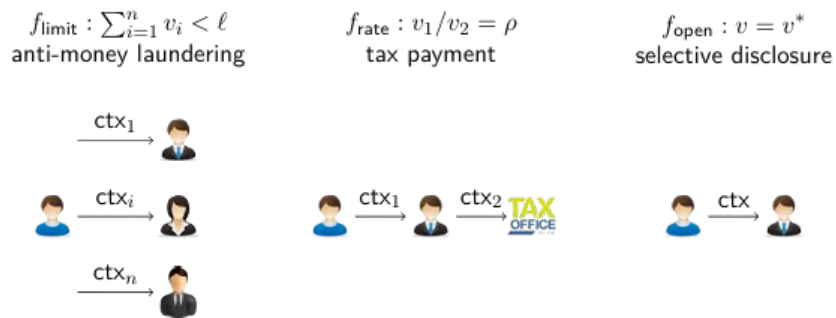 f_limit : ∑_{i=1}^{n} v_i < ℓ
anti-money laundering
f_rate : v_1/v_2 = ρ
tax payment
f_open : v = v*
selective disclosure
ctx_1
ctx_i
ctx_n
ctx_1
ctx_2
TAX
OFFICE
ctx